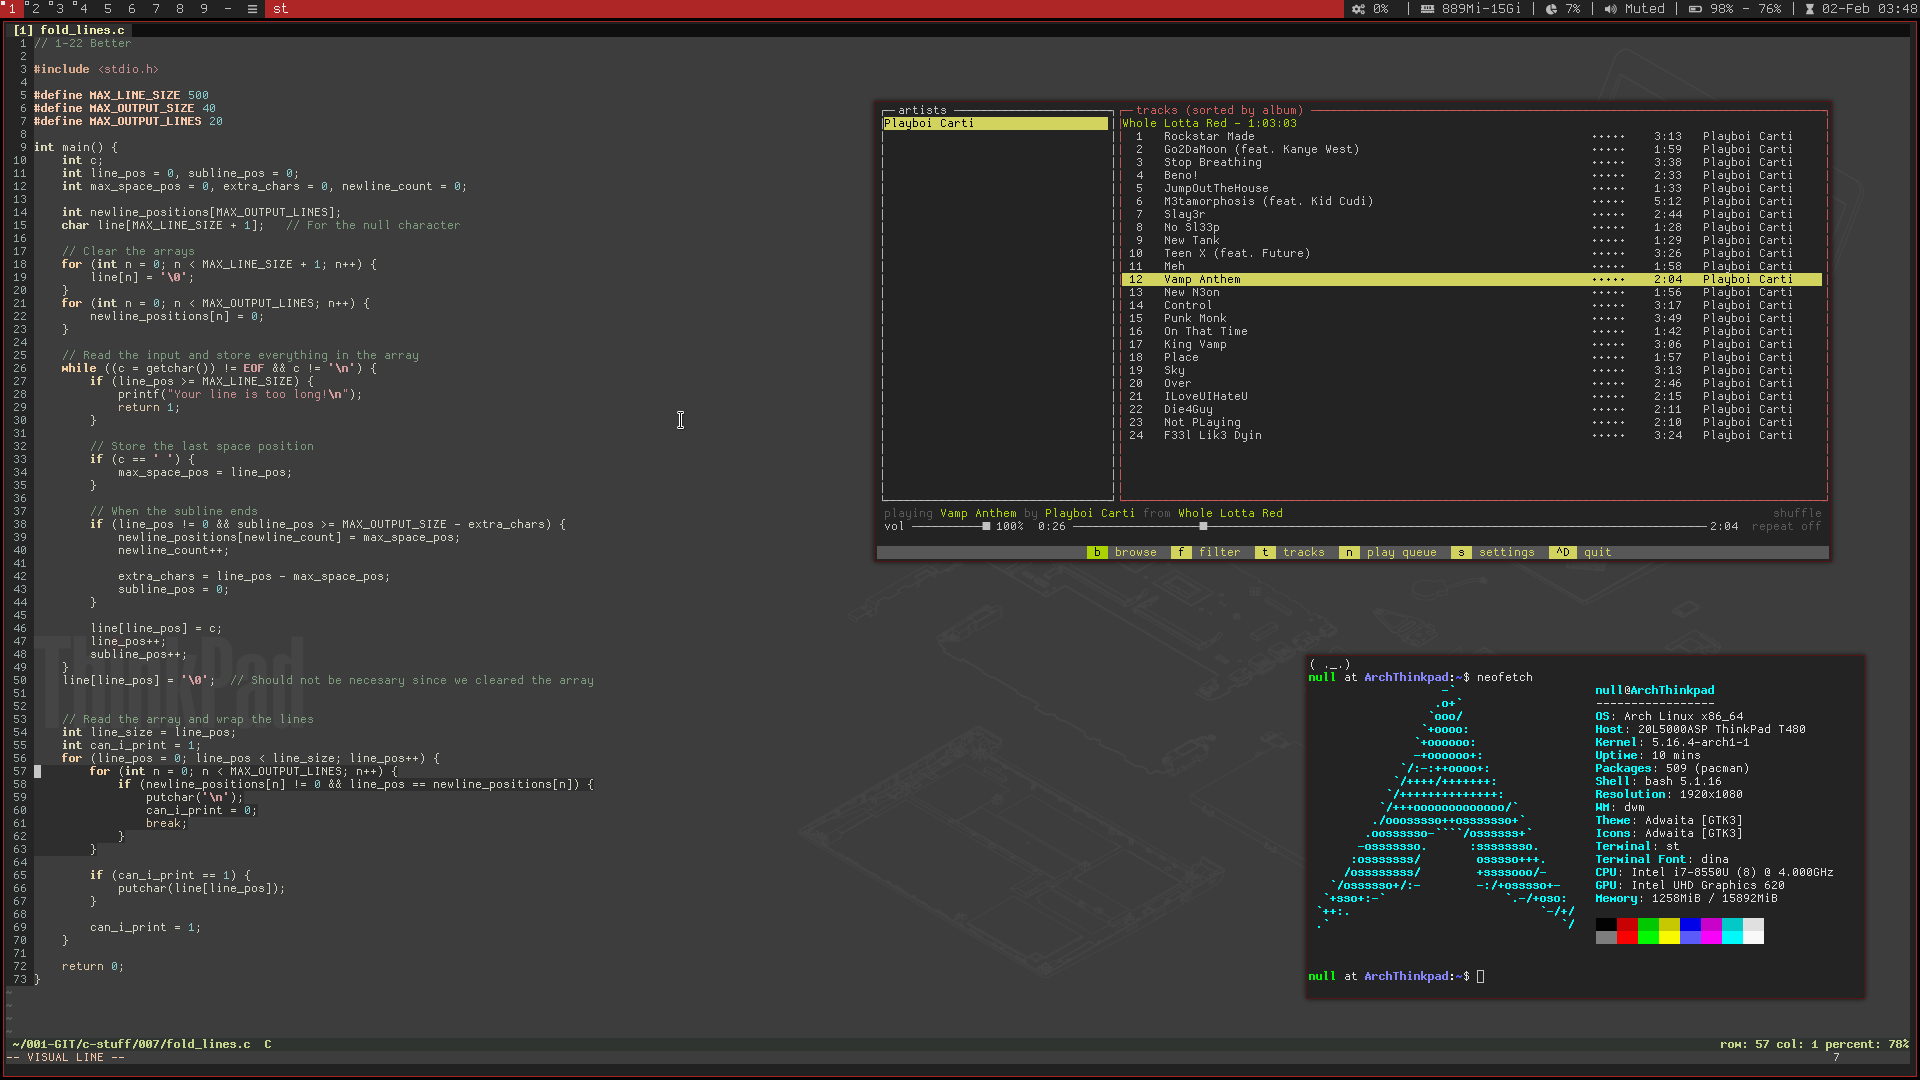 1 2 3 4 5 6 7 8 9 - ☰ st
0% | 889Mi-15Gi | 7% | Muted | 98% - 76% | 02-Feb 03:48
[1] fold_lines.c
1 // 1-22 Better
2
3 #include <stdio.h>
4
5 #define MAX_LINE_SIZE 500
6 #define MAX_OUTPUT_SIZE 40
7 #define MAX_OUTPUT_LINES 20
8
9 int main() {
10 int c;
11 int line_pos = 0, subline_pos = 0;
12 int max_space_pos = 0, extra_chars = 0, newline_count = 0;
13
14 int newline_positions[MAX_OUTPUT_LINES];
15 char line[MAX_LINE_SIZE + 1];   // For the null character
16
17 // Clear the arrays
18 for (int n = 0; n < MAX_LINE_SIZE + 1; n++) {
19 line[n] = '\0';
20 }
21 for (int n = 0; n < MAX_OUTPUT_LINES; n++) {
22 newline_positions[n] = 0;
23 }
24
25 // Read the input and store everything in the array
26 while ((c = getchar()) != EOF && c != '\n') {
27 if (line_pos >= MAX_LINE_SIZE) {
28 printf("Your line is too long!\n");
29 return 1;
30 }
31
32 // Store the last space position
33 if (c == ' ') {
34 max_space_pos = line_pos;
35 }
36
37 // When the subline ends
38 if (line_pos != 0 && subline_pos >= MAX_OUTPUT_SIZE - extra_chars) {
39 newline_positions[newline_count] = max_space_pos;
40 newline_count++;
41
42 extra_chars = line_pos - max_space_pos;
43 subline_pos = 0;
44 }
45
46 line[line_pos] = c;
47 line_pos++;
48 subline_pos++;
49 }
50 line[line_pos] = '\0';  // Should not be necesary since we cleared the array
51
52
53 // Read the array and wrap the lines
54 int line_size = line_pos;
55 int can_i_print = 1;
56 for (line_pos = 0; line_pos < line_size; line_pos++) {
57 for (int n = 0; n < MAX_OUTPUT_LINES; n++) {
58 if (newline_positions[n] != 0 && line_pos == newline_positions[n]) {
59 putchar('\n');
60 can_i_print = 0;
61 break;
62 }
63 }
64
65 if (can_i_print == 1) {
66 putchar(line[line_pos]);
67 }
68
69 can_i_print = 1;
70 }
71
72 return 0;
73 }
~
~
~
~
~/001-GIT/c-stuff/007/fold_lines.c  C
row: 57 col: 1 percent: 78%
-- VISUAL LINE --
7
ThinkPad
artists
Playboi Carti
tracks (sorted by album)
Whole Lotta Red - 1:03:03
1 Rockstar Made ····· 3:13 Playboi Carti
2 Go2DaMoon (feat. Kanye West) ····· 1:59 Playboi Carti
3 Stop Breathing ····· 3:38 Playboi Carti
4 Beno! ····· 2:33 Playboi Carti
5 JumpOutTheHouse ····· 1:33 Playboi Carti
6 M3tamorphosis (feat. Kid Cudi) ····· 5:12 Playboi Carti
7 Slay3r ····· 2:44 Playboi Carti
8 No Sl33p ····· 1:28 Playboi Carti
9 New Tank ····· 1:29 Playboi Carti
10 Teen X (feat. Future) ····· 3:26 Playboi Carti
11 Meh ····· 1:58 Playboi Carti
12 Vamp Anthem ····· 2:04 Playboi Carti
13 New N3on ····· 1:56 Playboi Carti
14 Control ····· 3:17 Playboi Carti
15 Punk Monk ····· 3:49 Playboi Carti
16 On That Time ····· 1:42 Playboi Carti
17 King Vamp ····· 3:06 Playboi Carti
18 Place ····· 1:57 Playboi Carti
19 Sky ····· 3:13 Playboi Carti
20 Over ····· 2:46 Playboi Carti
21 ILoveUIHateU ····· 2:15 Playboi Carti
22 Die4Guy ····· 2:11 Playboi Carti
23 Not PLaying ····· 2:10 Playboi Carti
24 F33l Lik3 Dyin ····· 3:24 Playboi Carti
playing Vamp Anthem by Playboi Carti from Whole Lotta Red shuffle
vol 100% 0:26 2:04 repeat off
b browse f filter t tracks n play queue s settings ^D quit
( ._.)
null at ArchThinkpad:~$ neofetch
null@ArchThinkpad
-----------------
OS: Arch Linux x86_64
Host: 20L5000ASP ThinkPad T480
Kernel: 5.16.4-arch1-1
Uptime: 10 mins
Packages: 509 (pacman)
Shell: bash 5.1.16
Resolution: 1920x1080
WM: dwm
Theme: Adwaita [GTK3]
Icons: Adwaita [GTK3]
Terminal: st
Terminal Font: dina
CPU: Intel i7-8550U (8) @ 4.000GHz
GPU: Intel UHD Graphics 620
Memory: 1258MiB / 15892MiB
null at ArchThinkpad:~$